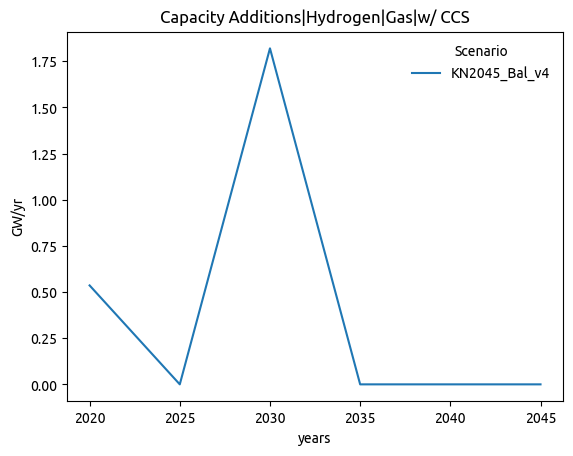 Capacity Additions|Hydrogen|Gas|w/ CCS
Scenario
KN2045_Bal_v4
GW/yr
1.75
1.50
1.25
1.00
0.75
0.50
0.25
0.00
2020 2025 2030 2035 2040 2045
years